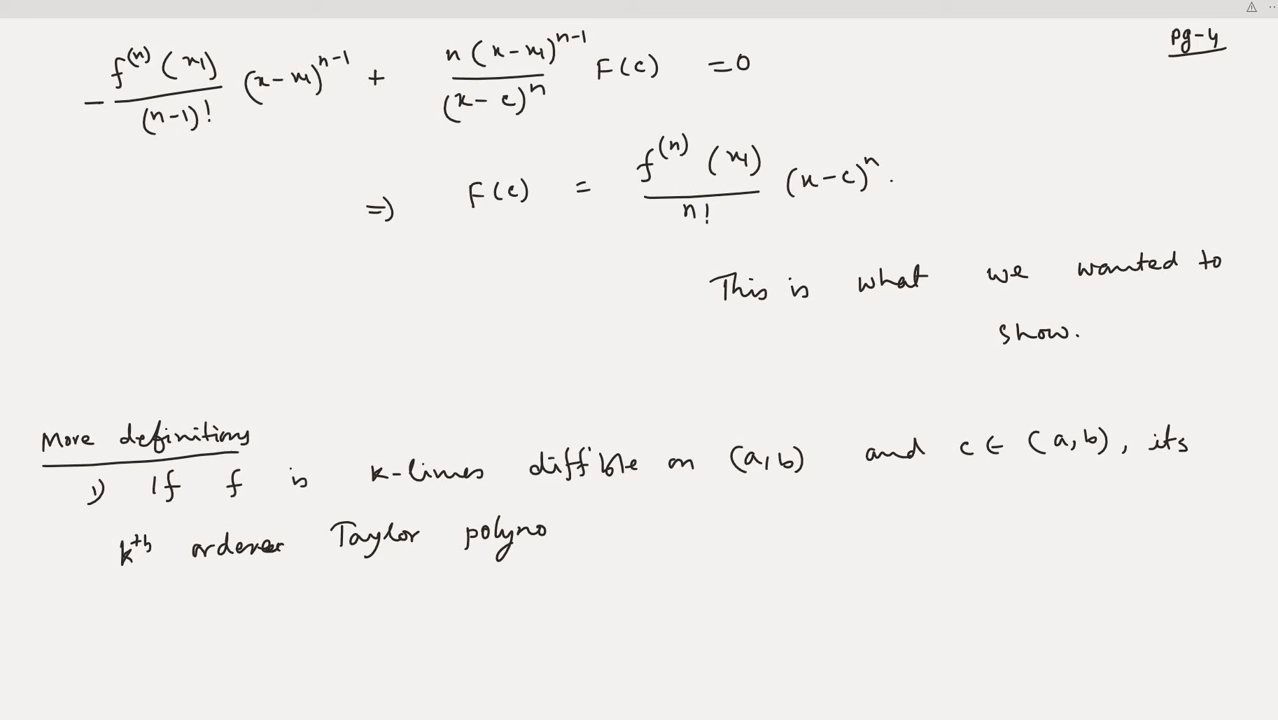 Pg-4
-f^(n)(x₁)/(n-1)! (x-x₁)^(n-1) + n(x-x₁)^(n-1)/(x-c)^n F(c) = 0
⇒ F(c) = f^(n)(x₁)/n! (x-c)^n.
This is what we wanted to
show.
More definitions
1) If f is k-times diff'ble on (a,b) and c ∈ (a,b), its
k^th order Taylor polyno